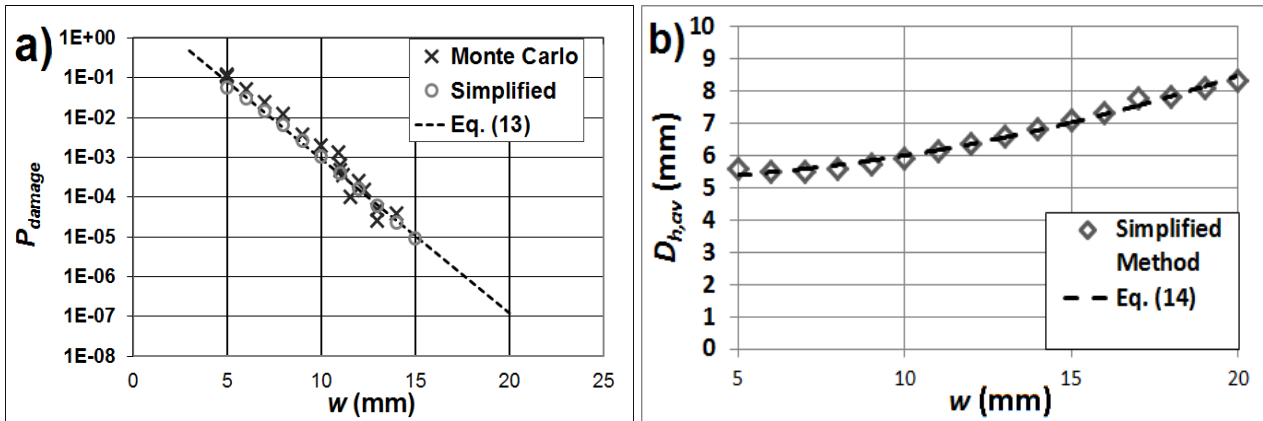 a)
1E+00
1E-01
1E-02
1E-03
1E-04
1E-05
1E-06
1E-07
1E-08
P damage
Monte Carlo
Simplified
Eq. (13)
0 5 10 15 20 25
w (mm)
b)
10
9
8
7
6
5
4
3
2
1
0
D h,av (mm)
Simplified
Method
Eq. (14)
5 10 15 20
w (mm)